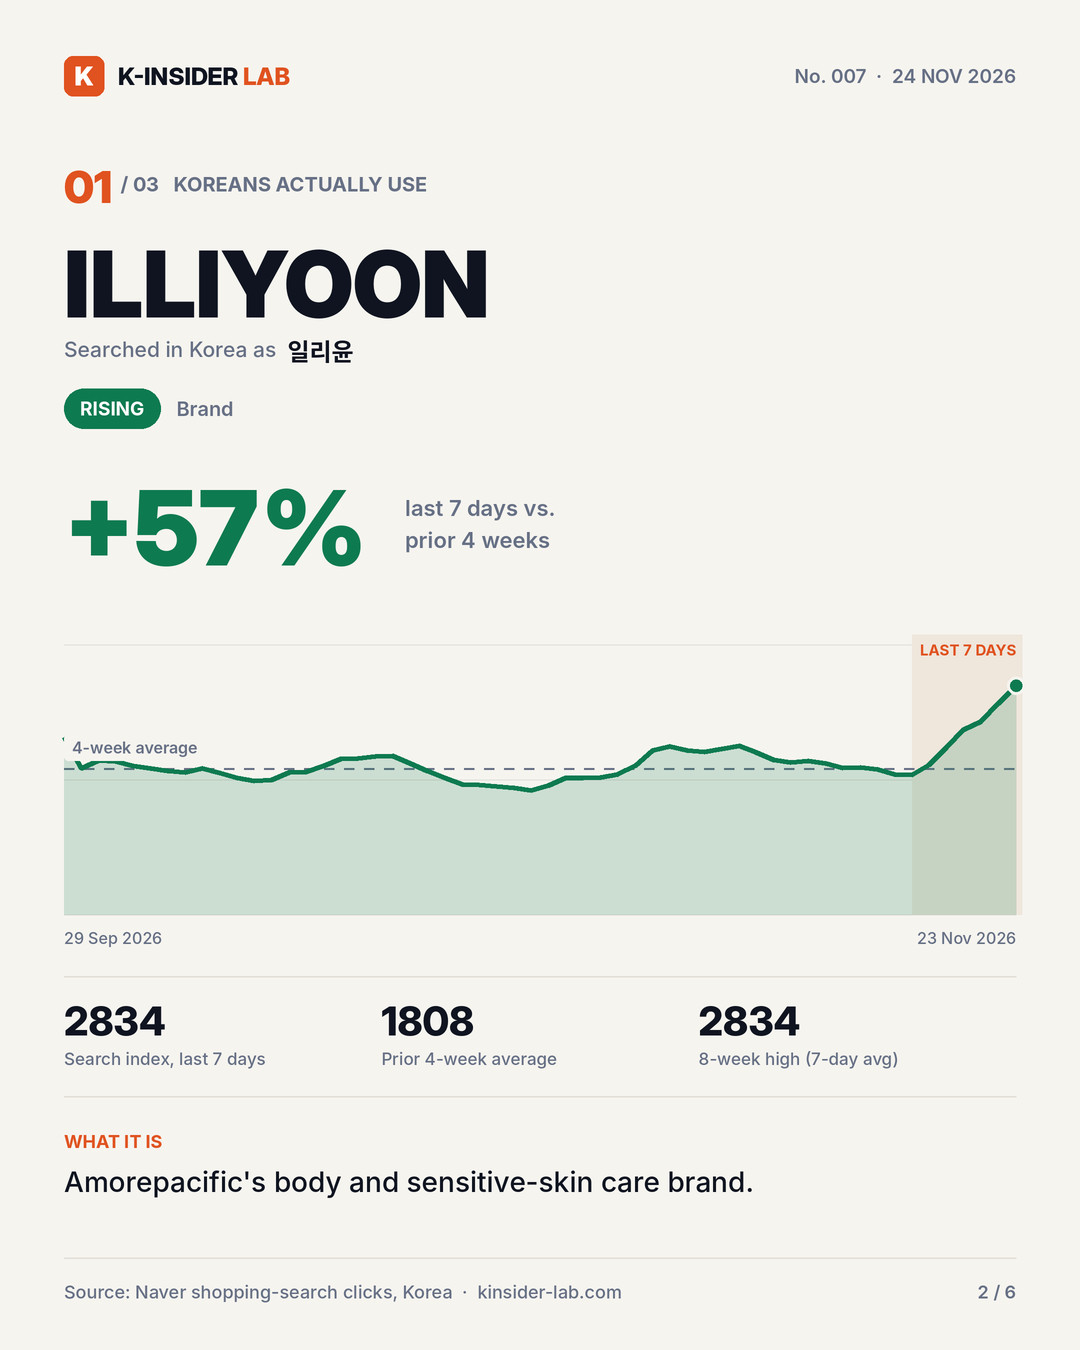 K K-INSIDER LAB
No. 007 · 24 NOV 2026
01 / 03 KOREANS ACTUALLY USE
ILLIYOON
Searched in Korea as 일리윤
RISING Brand
+57%
last 7 days vs.
prior 4 weeks
LAST 7 DAYS
4-week average
29 Sep 2026
23 Nov 2026
2834
Search index, last 7 days
1808
Prior 4-week average
2834
8-week high (7-day avg)
WHAT IT IS
Amorepacific's body and sensitive-skin care brand.
Source: Naver shopping-search clicks, Korea · kinsider-lab.com
2 / 6